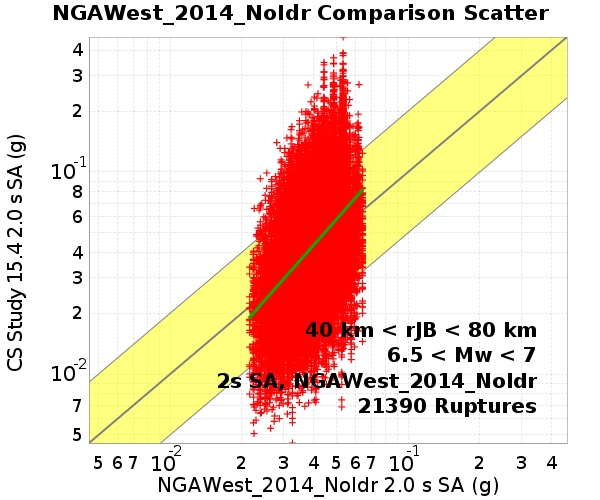 NGAWest_2014_NoIdr Comparison Scatter
CS Study 15.4 2.0 s SA (g)
4
3
2
10^-1
8
6
4
3
2
10^-2
7
5
40 km < rJB < 80 km
6.5 < Mw < 7
2s SA, NGAWest_2014_NoIdr
21390 Ruptures
5 6 7 10^-2 2 3 4 5 6 7 10^-1 2 3 4
NGAWest_2014_NoIdr 2.0 s SA (g)